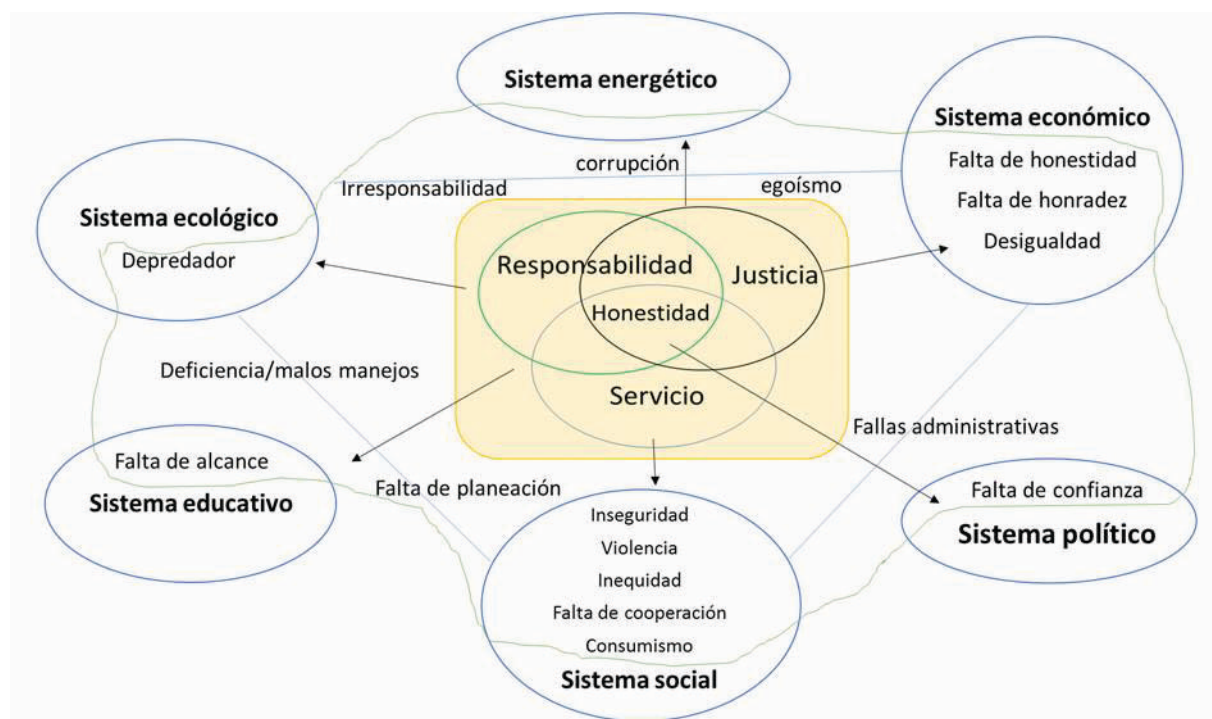 Sistema energético
Sistema económico
Falta de honestidad
Falta de honradez
Desigualdad
corrupción
Irresponsabilidad
egoísmo
Sistema ecológico
Depredador
Responsabilidad
Justicia
Honestidad
Servicio
Deficiencia/malos manejos
Fallas administrativas
Falta de alcance
Sistema educativo
Falta de planeación
Falta de confianza
Sistema político
Inseguridad
Violencia
Inequidad
Falta de cooperación
Consumismo
Sistema social